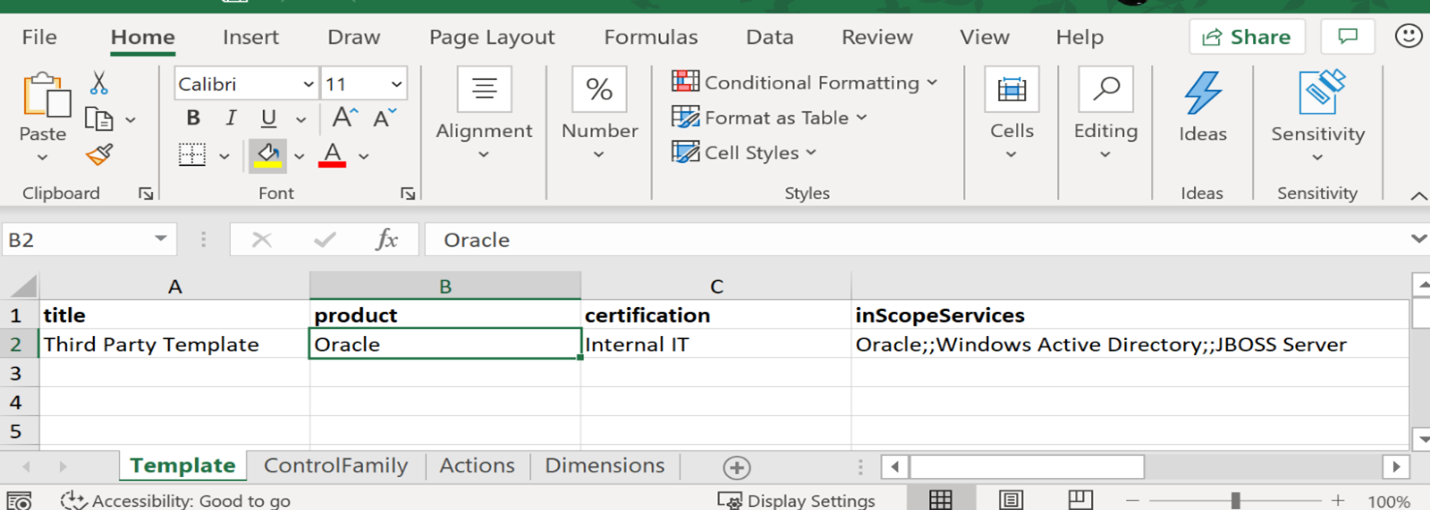 File Home Insert Draw Page Layout Formulas Data Review View Help Share
Calibri 11 Conditional Formatting
B I U A A Format as Table
Paste Alignment % Number Cell Styles Cells Editing Ideas Sensitivity
Clipboard Font Styles Ideas Sensitivity
B2 fx Oracle
A B C
1 title product certification inScopeServices
2 Third Party Template Oracle Internal IT Oracle;;Windows Active Directory;;JBOSS Server
3
4
5
Template ControlFamily Actions Dimensions
Accessibility: Good to go Display Settings 100%